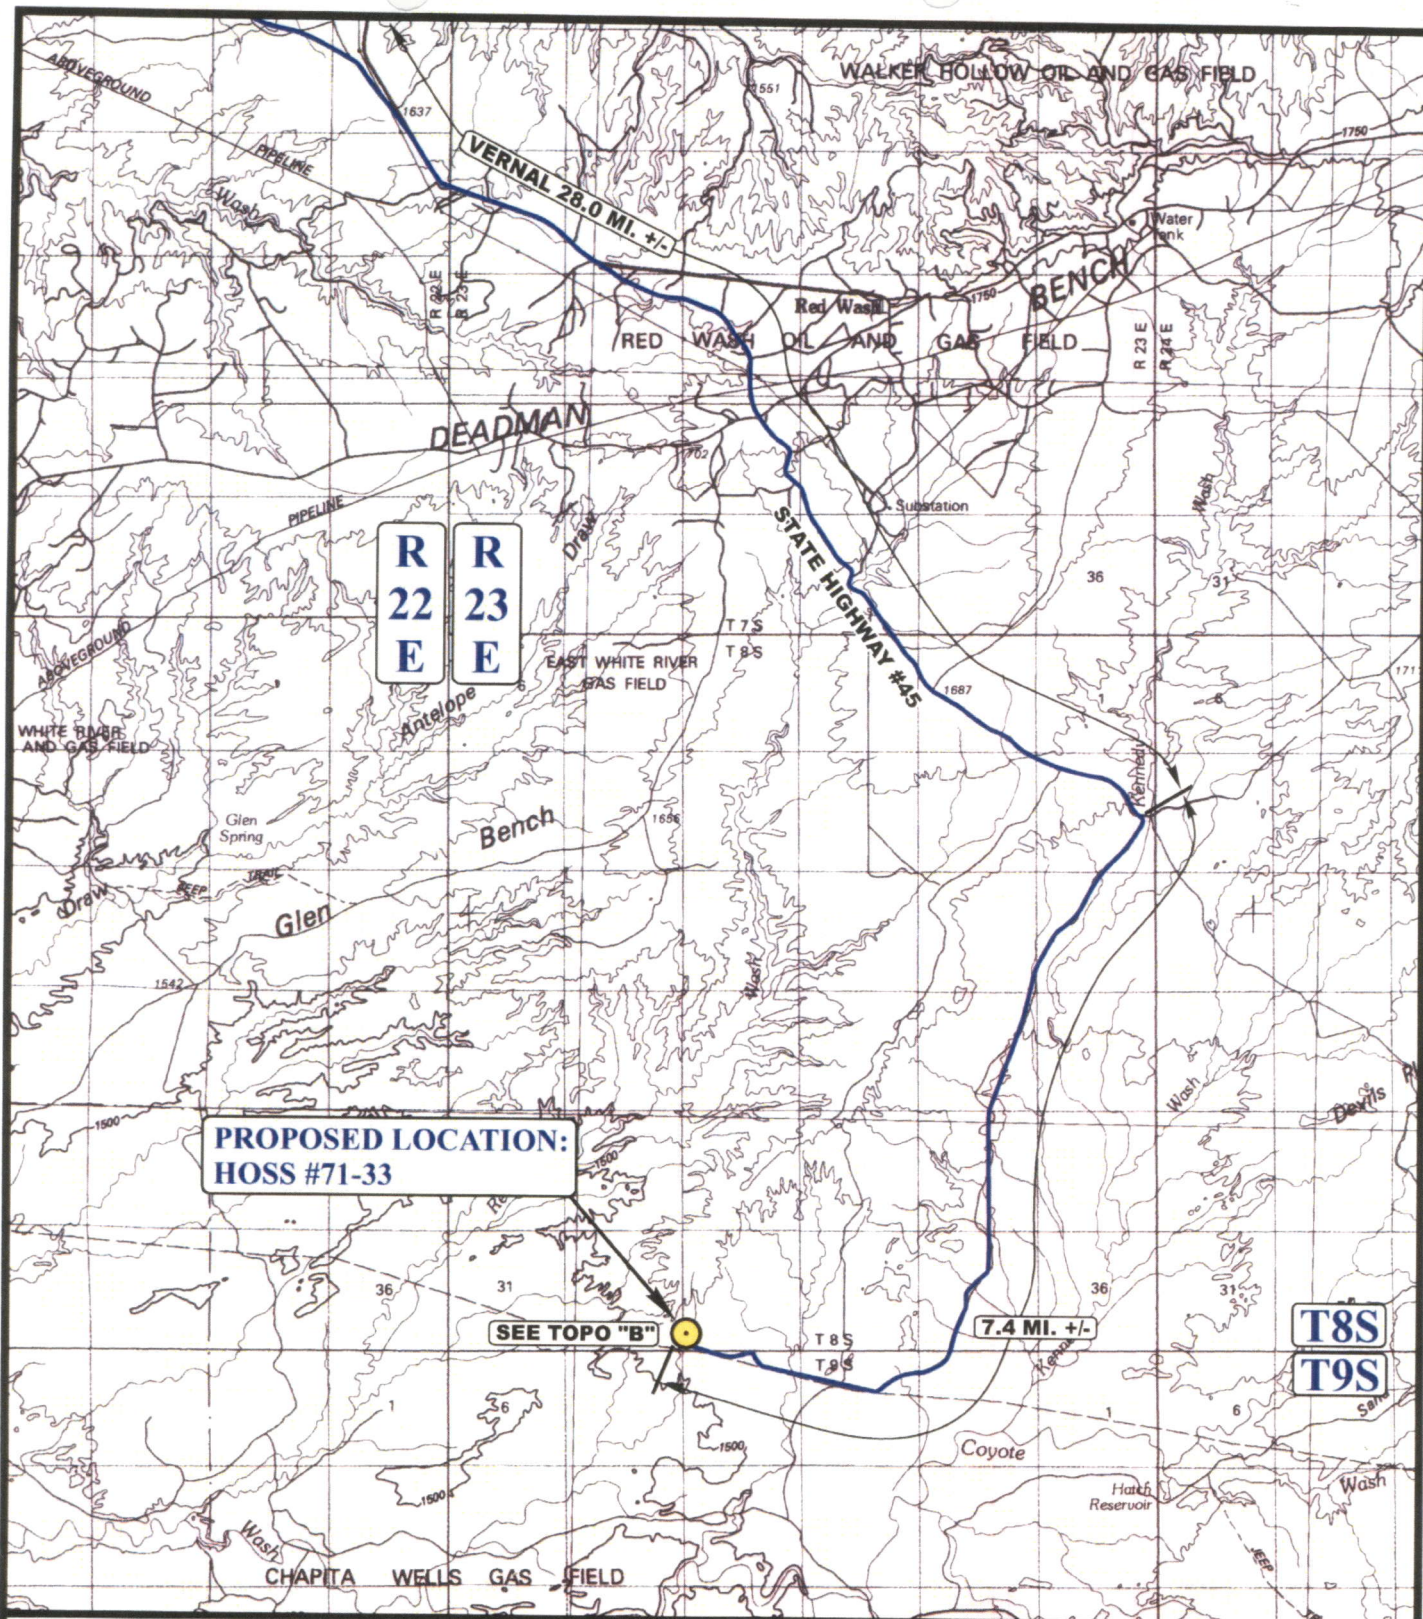 WALKER HOLLOW OIL AND GAS FIELD
ABOVEGROUND
1551
1637
1750
PIPELINE
VERNAL 28.0 MI. +/-
Wash
Water
BENCH
R 22 E
R 23 E
1750
Red Wash
RED WASH OIL AND GAS FIELD
R 23 E
R 24 E
DEADMAN
1702
Wash
PIPELINE
Substation
Draw
STATE HIGHWAY #45
R
22
E
R
23
E
36
31
T 7 S
T 8 S
ABOVEGROUND
EAST WHITE RIVER
GAS FIELD
6
1687
1
6
Antelope
WHITE RIVER
AND GAS FIELD
Kennedy
Glen
Spring
Bench
1656
JEEP TRAIL
Draw
Glen
1542
Wash
Wash
Devils
1500
PROPOSED LOCATION:
HOSS #71-33
1500
36
31
36
31
SEE TOPO "B"
7.4 MI. +/-
T 8 S
T 9 S
T8S
T9S
1
6
1
6
1500
Coyote
1500
Hatch
Reservoir
Wash
Wash
JEEP
CHAPITA WELLS GAS FIELD